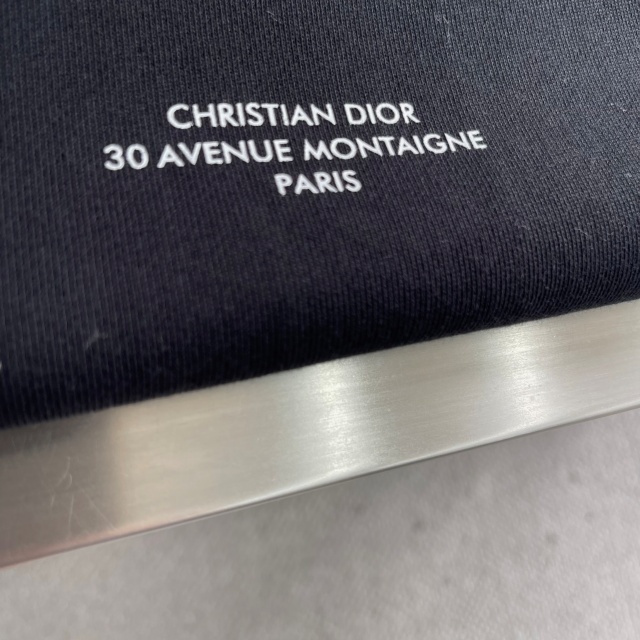 CHRISTIAN DIOR
30 AVENUE MONTAIGNE
PARIS